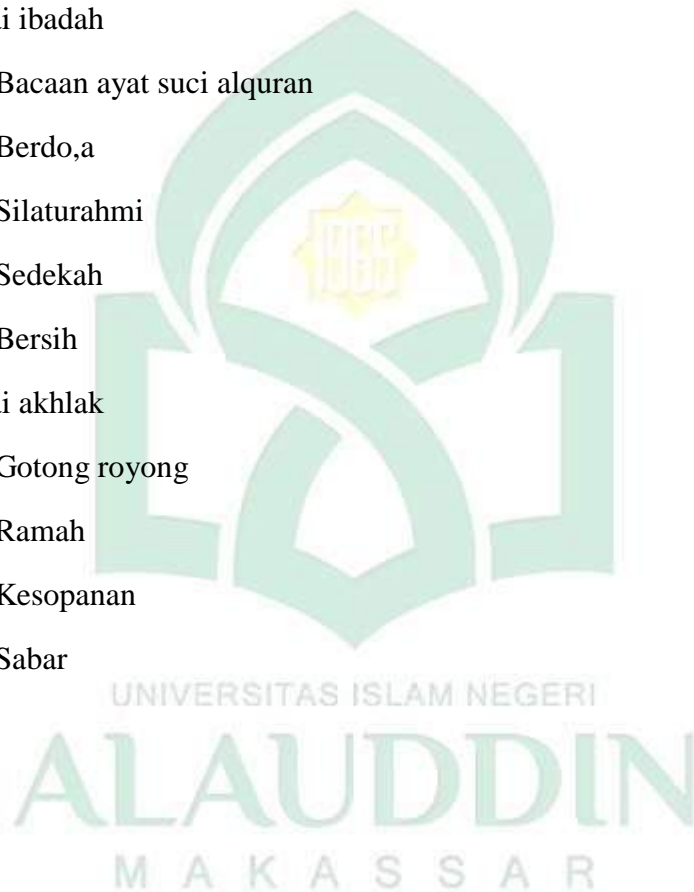 i ibadah
Bacaan ayat suci alquran
Berdo,a
Silaturahmi
Sedekah
Bersih
i akhlak
Gotong royong
Ramah
Kesopanan
Sabar
1965
UNIVERSITAS ISLAM NEGERI
ALAUDDIN
MAKASSAR